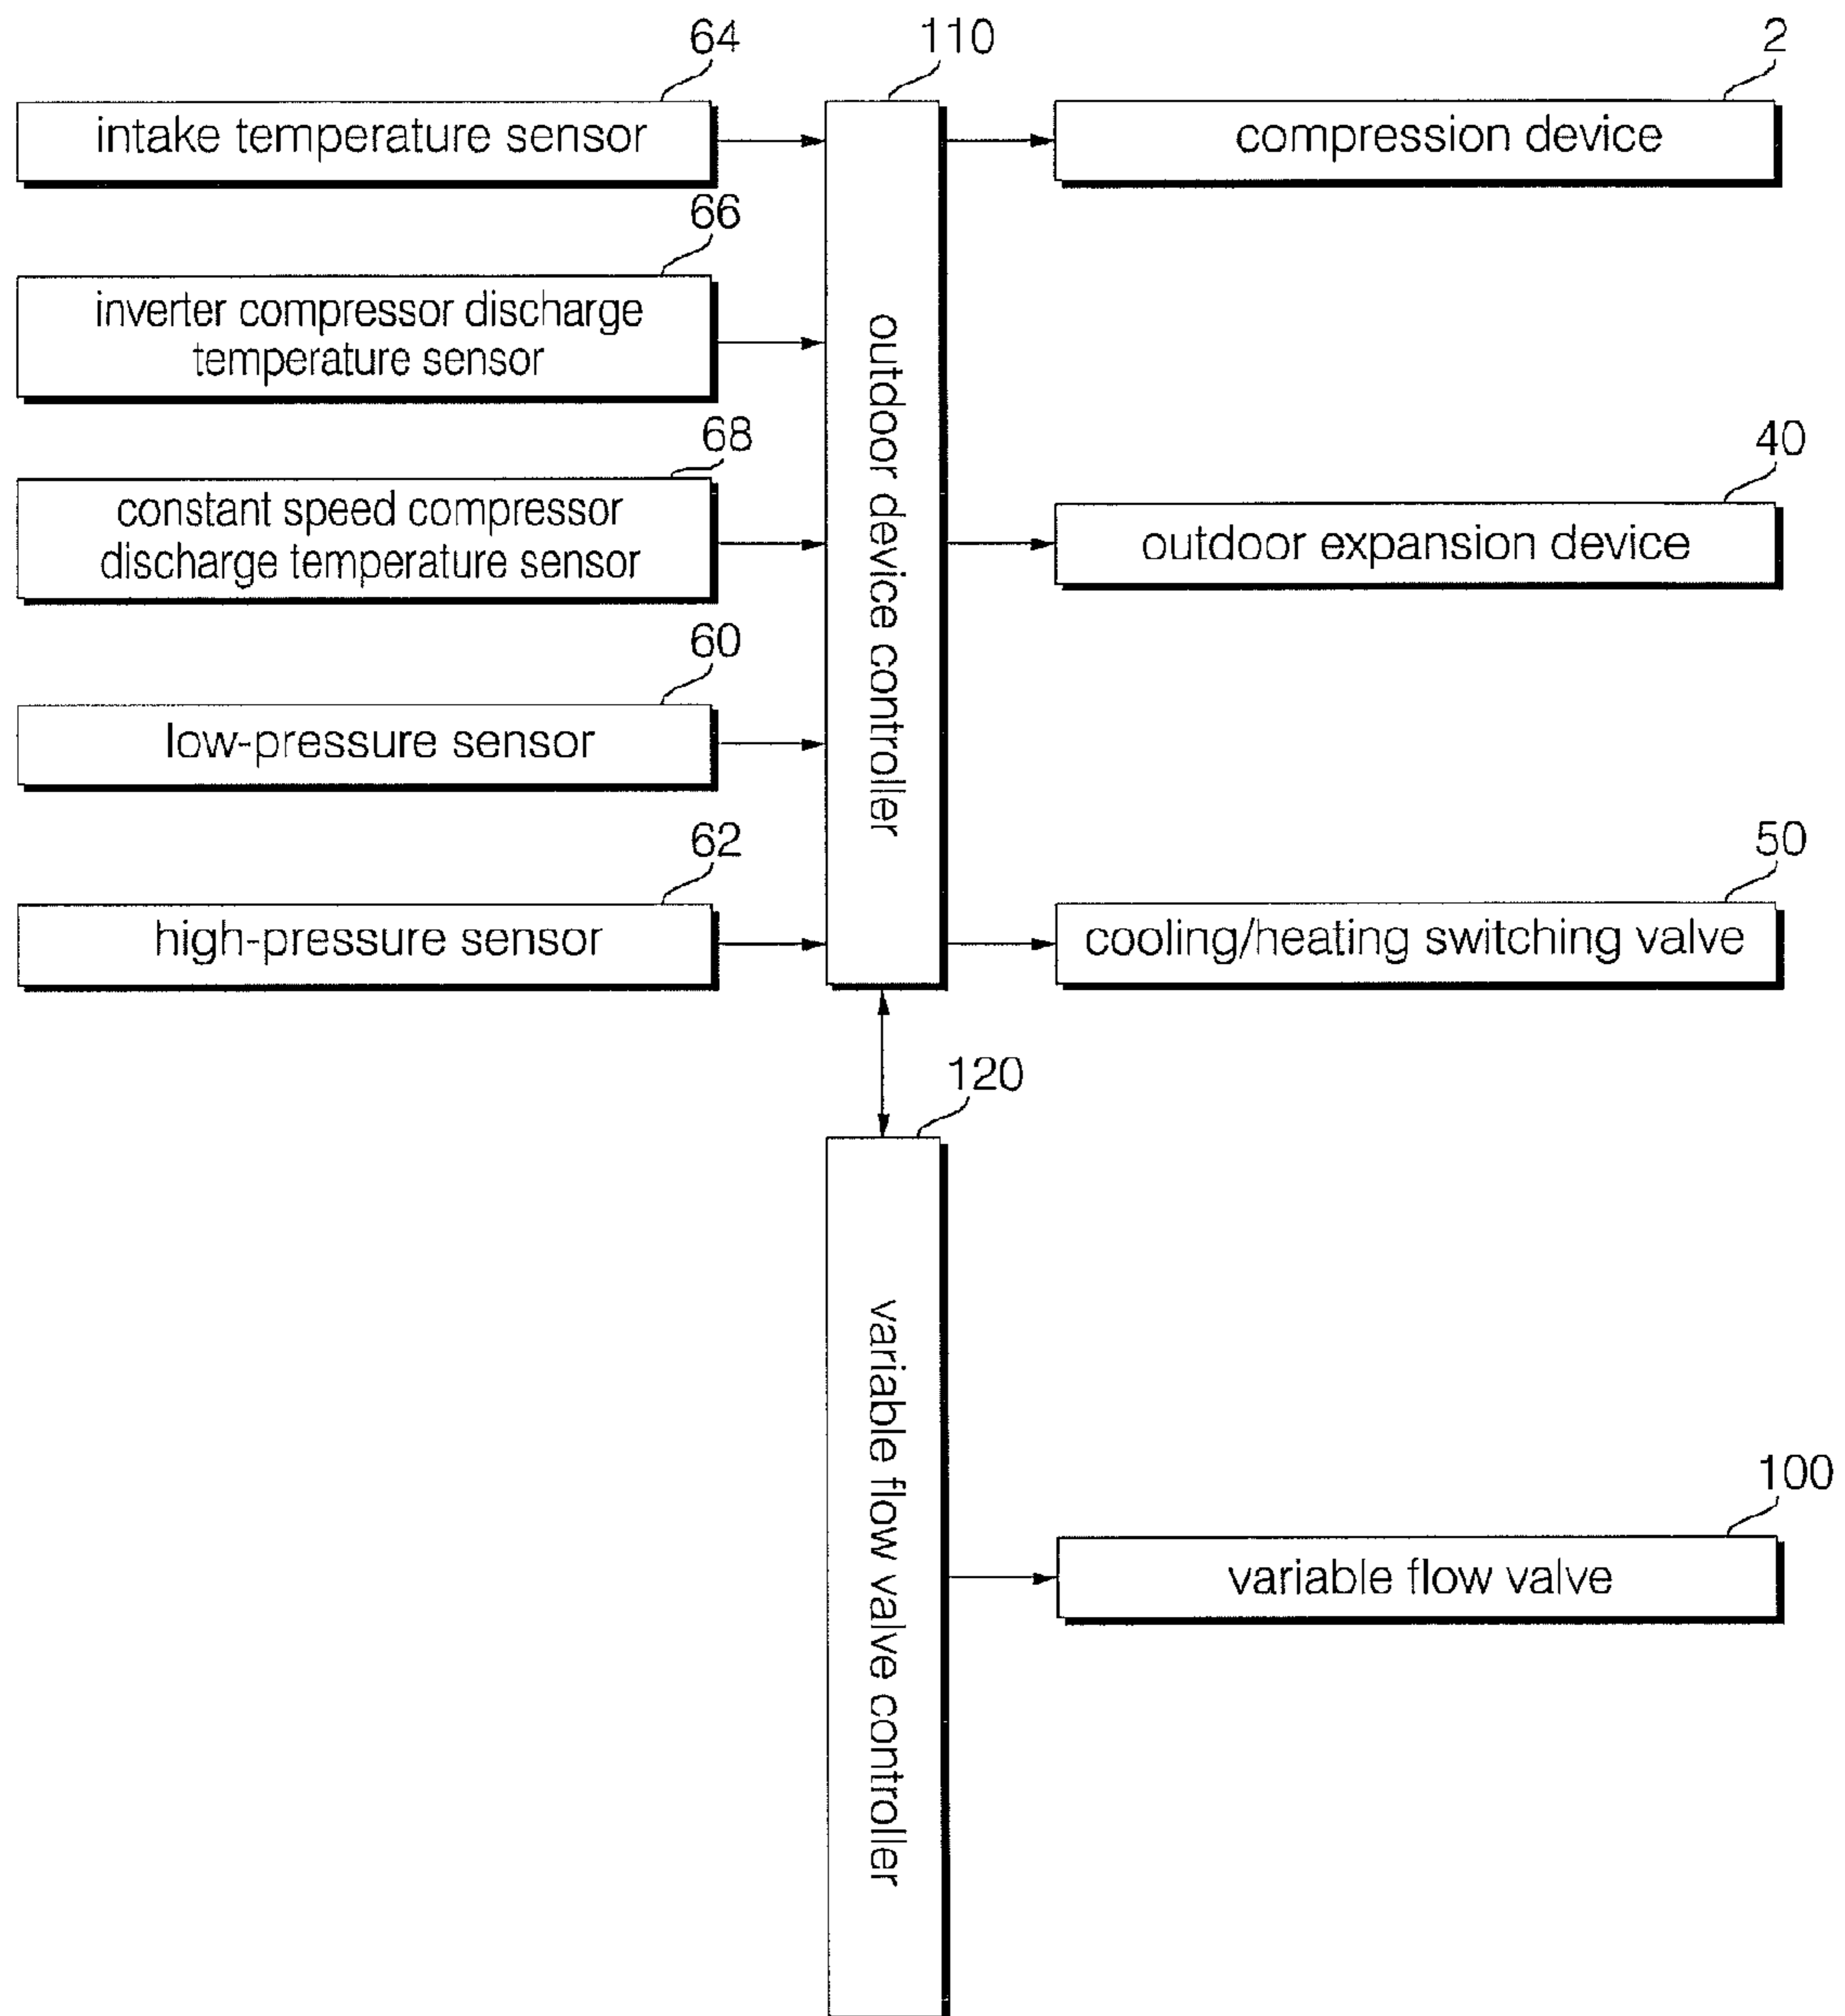 64
110
2
intake temperature sensor
compression device
66
inverter compressor discharge
temperature sensor
outdoor device controller
68
40
constant speed compressor
discharge temperature sensor
outdoor expansion device
60
low-pressure sensor
62
50
high-pressure sensor
cooling/heating switching valve
120
variable flow valve controller
100
variable flow valve